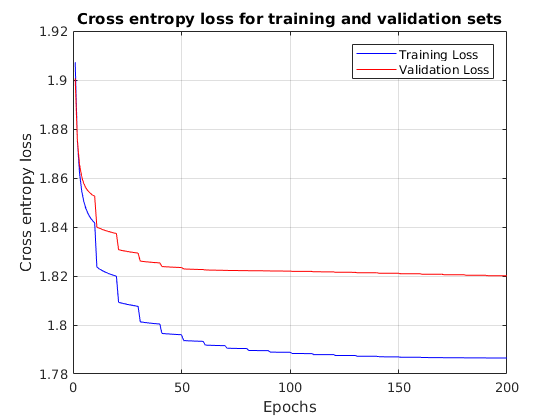 Cross entropy loss for training and validation sets
1.92
1.9
1.88
1.86
1.84
1.82
1.8
1.78
Cross entropy loss
Training Loss
Validation Loss
0
50
100
150
200
Epochs